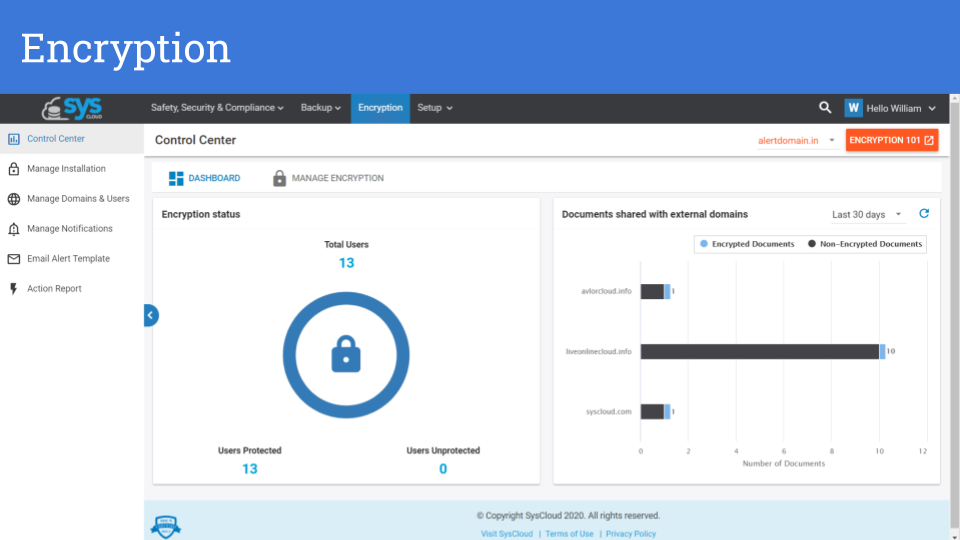 Encryption
SYS CLOUD
Safety, Security & Compliance
Backup
Encryption
Setup
W
Hello William
Control Center
Manage Installation
Manage Domains & Users
Manage Notifications
Email Alert Template
Action Report
Control Center
alertdomain.in
ENCRYPTION 101
DASHBOARD
MANAGE ENCRYPTION
Encryption status
Total Users
13
Users Protected
13
Users Unprotected
0
Documents shared with external domains
Last 30 days
Encrypted Documents
Non-Encrypted Documents
avlorcloud.info
1
liveonlinecloud.info
10
syscloud.com
1
0 2 4 6 8 10 12
Number of Documents
© Copyright SysCloud 2020. All rights reserved.
Visit SysCloud | Terms of Use | Privacy Policy